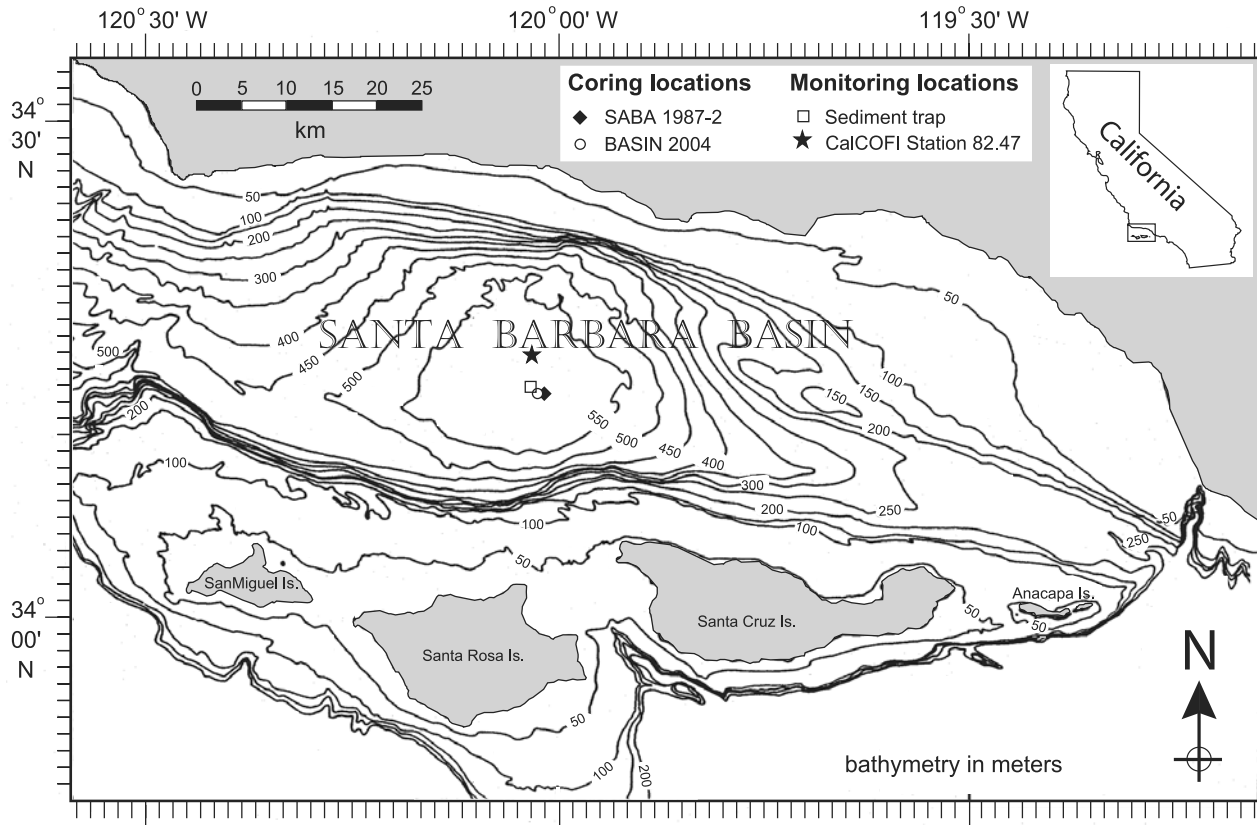 120° 30' W
120° 00' W
119° 30' W
34°
30'
N
0 5 10 15 20 25
km
Coring locations
SABA 1987-2
BASIN 2004
Monitoring locations
Sediment trap
CalCOFI Station 82.47
California
50
100
200
300
400
450
500
500
200
100
SANTA BARBARA BASIN
50
100
150
150
200
550
500
450
400
300
250
200
100
100
50
250
50
SanMiguel Is.
Santa Rosa Is.
Santa Cruz Is.
Anacapa Is.
50
50
34°
00'
N
50
100
200
N
bathymetry in meters